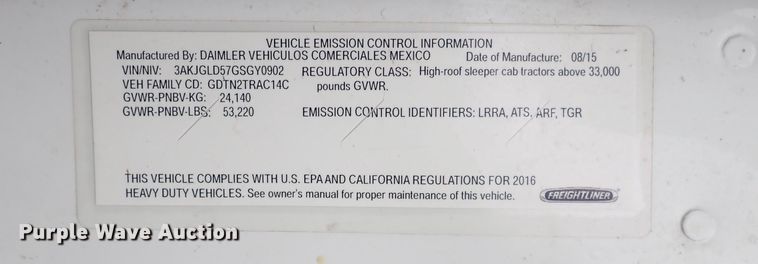 VEHICLE EMISSION CONTROL INFORMATION
Manufactured By: DAIMLER VEHICULOS COMERCIALES MEXICO Date of Manufacture: 08/15
VIN/NIV: 3AKJGLD57GSGY0902 REGULATORY CLASS: High-roof sleeper cab tractors above 33,000
VEH FAMILY CD: GDTN2TRAC14C pounds GVWR.
GVWR-PNBV-KG: 24,140
GVWR-PNBV-LBS: 53,220 EMISSION CONTROL IDENTIFIERS: LRRA, ATS, ARF, TGR
THIS VEHICLE COMPLIES WITH U.S. EPA AND CALIFORNIA REGULATIONS FOR 2016
HEAVY DUTY VEHICLES. See owner's manual for proper maintenance of this vehicle. FREIGHTLINER
Purple Wave Auction